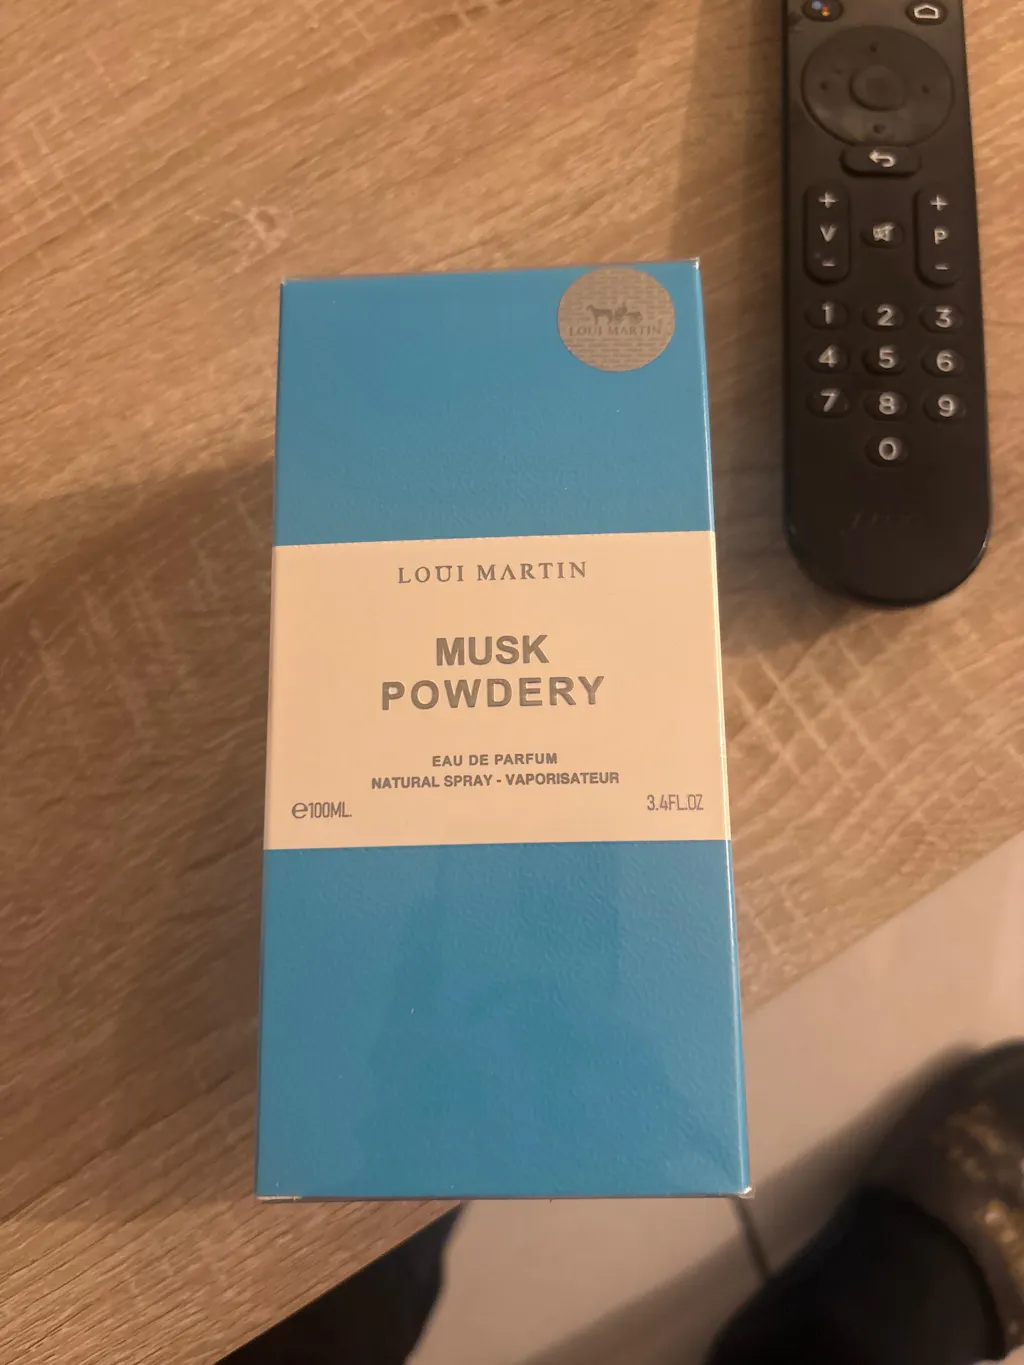 LOUI MARTIN
LOUI MARTIN
MUSK
POWDERY
EAU DE PARFUM
NATURAL SPRAY - VAPORISATEUR
℮100ML.
3.4FL.OZ
+ +
V P
- -
1 2 3
4 5 6
7 8 9
0